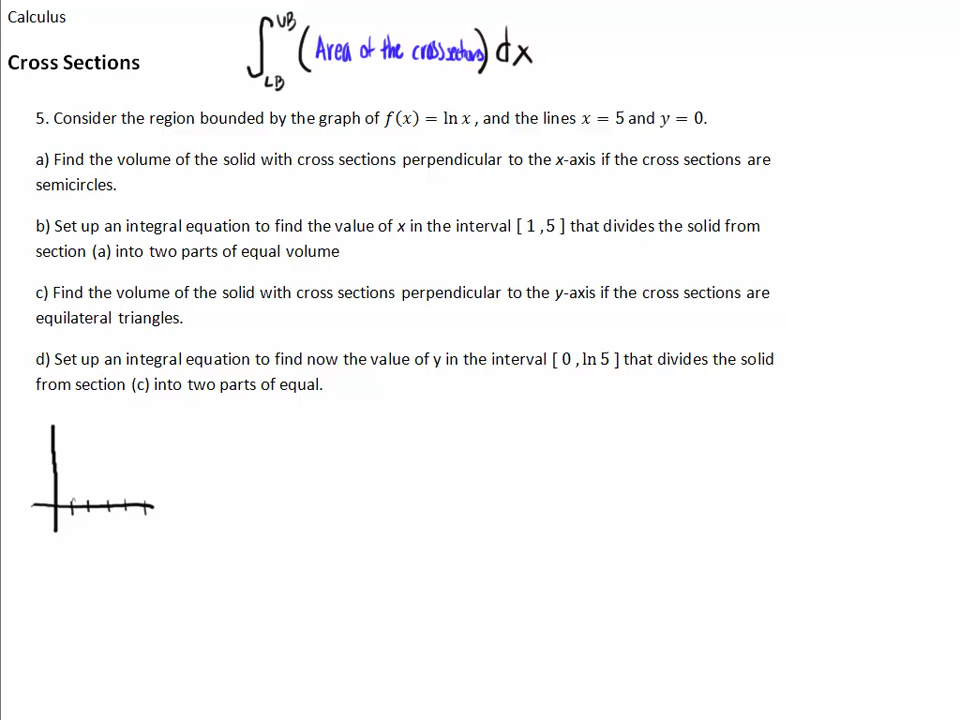 Calculus
∫ UB LB (Area of the cross sections) dx
Cross Sections
5. Consider the region bounded by the graph of f(x) = ln x , and the lines x = 5 and y = 0.
a) Find the volume of the solid with cross sections perpendicular to the x-axis if the cross sections are
semicircles.
b) Set up an integral equation to find the value of x in the interval [ 1 ,5 ] that divides the solid from
section (a) into two parts of equal volume
c) Find the volume of the solid with cross sections perpendicular to the y-axis if the cross sections are
equilateral triangles.
d) Set up an integral equation to find now the value of y in the interval [ 0 , ln 5 ] that divides the solid
from section (c) into two parts of equal.